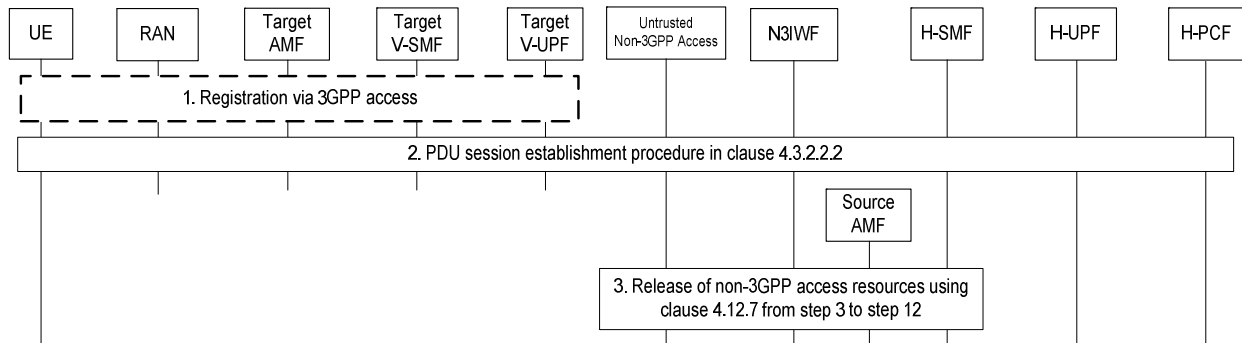 UE
RAN
Target
AMF
Target
V-SMF
Target
V-UPF
Untrusted
Non-3GPP Access
N3IWF
H-SMF
H-UPF
H-PCF
1. Registration via 3GPP access
2. PDU session establishment procedure in clause 4.3.2.2.2
Source
AMF
3. Release of non-3GPP access resources using
clause 4.12.7 from step 3 to step 12